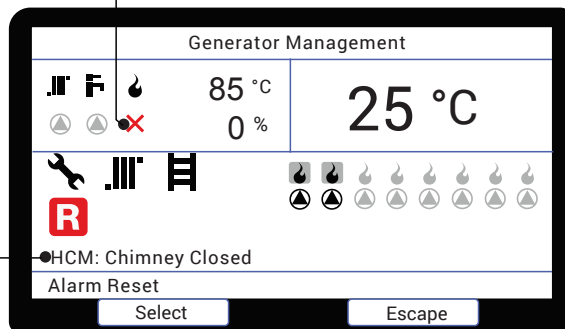 Generator Management
85 °C
0 %
25 °C
R
HCM: Chimney Closed
Alarm Reset
Select
Escape